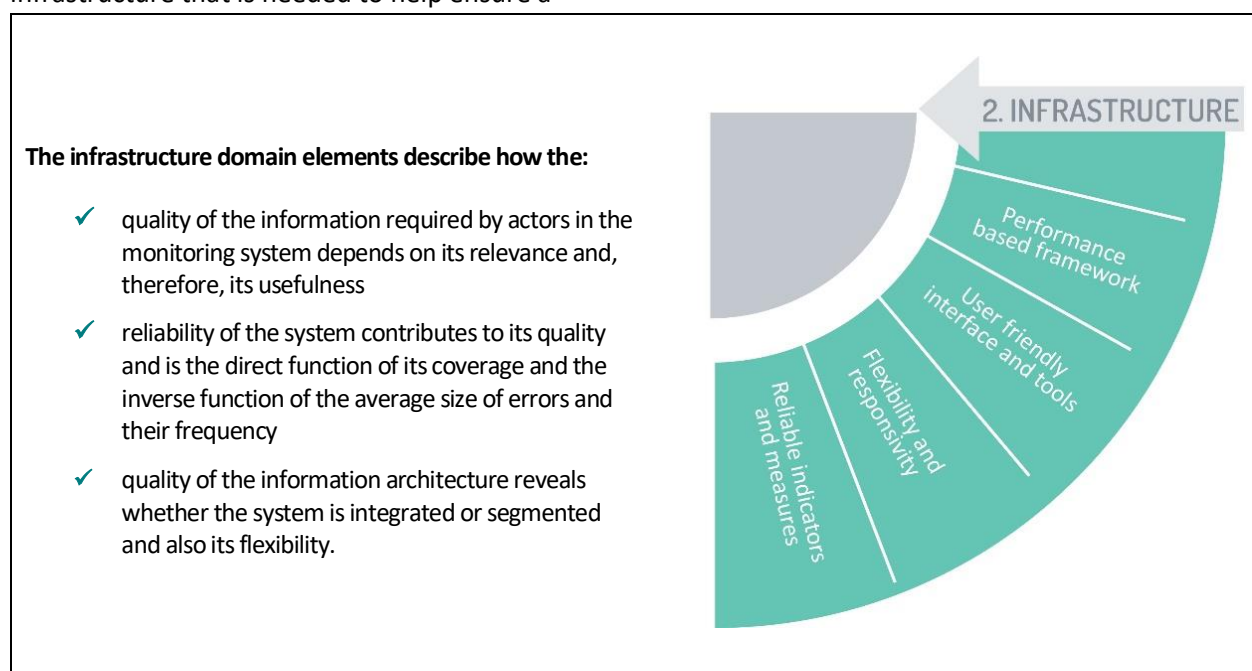 infrastructure that is needed to help ensure a
2. INFRASTRUCTURE
The infrastructure domain elements describe how the:
✓ quality of the information required by actors in the
monitoring system depends on its relevance and,
therefore, its usefulness
✓ reliability of the system contributes to its quality
and is the direct function of its coverage and the
inverse function of the average size of errors and
their frequency
✓ quality of the information architecture reveals
whether the system is integrated or segmented
and also its flexibility.
Performance
based framework
User friendly
interface and tools
Flexibility and
responsivity
Reliable indicators
and measures